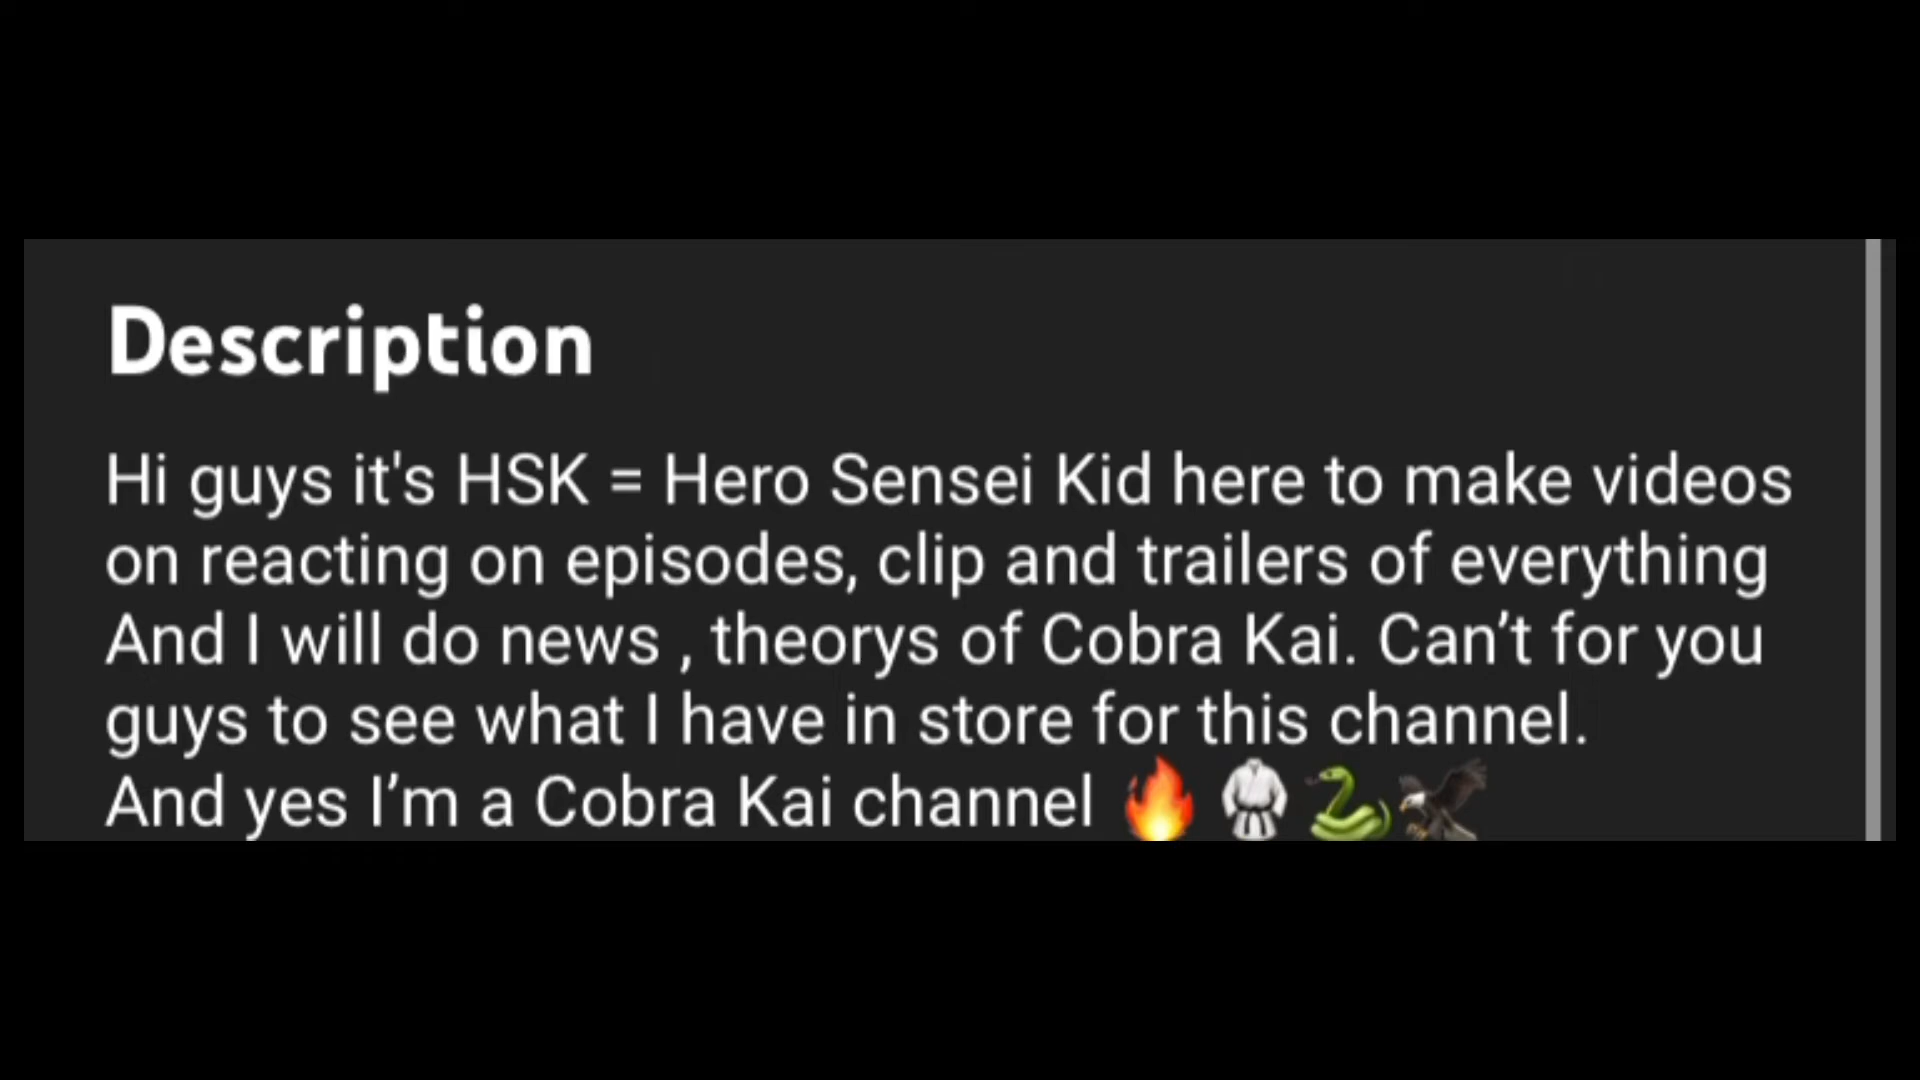 Description
Hi guys it's HSK = Hero Sensei Kid here to make videos
on reacting on episodes, clip and trailers of everything
And I will do news , theorys of Cobra Kai. Can’t for you
guys to see what I have in store for this channel.
And yes I’m a Cobra Kai channel 🔥 🥋🐍🦅